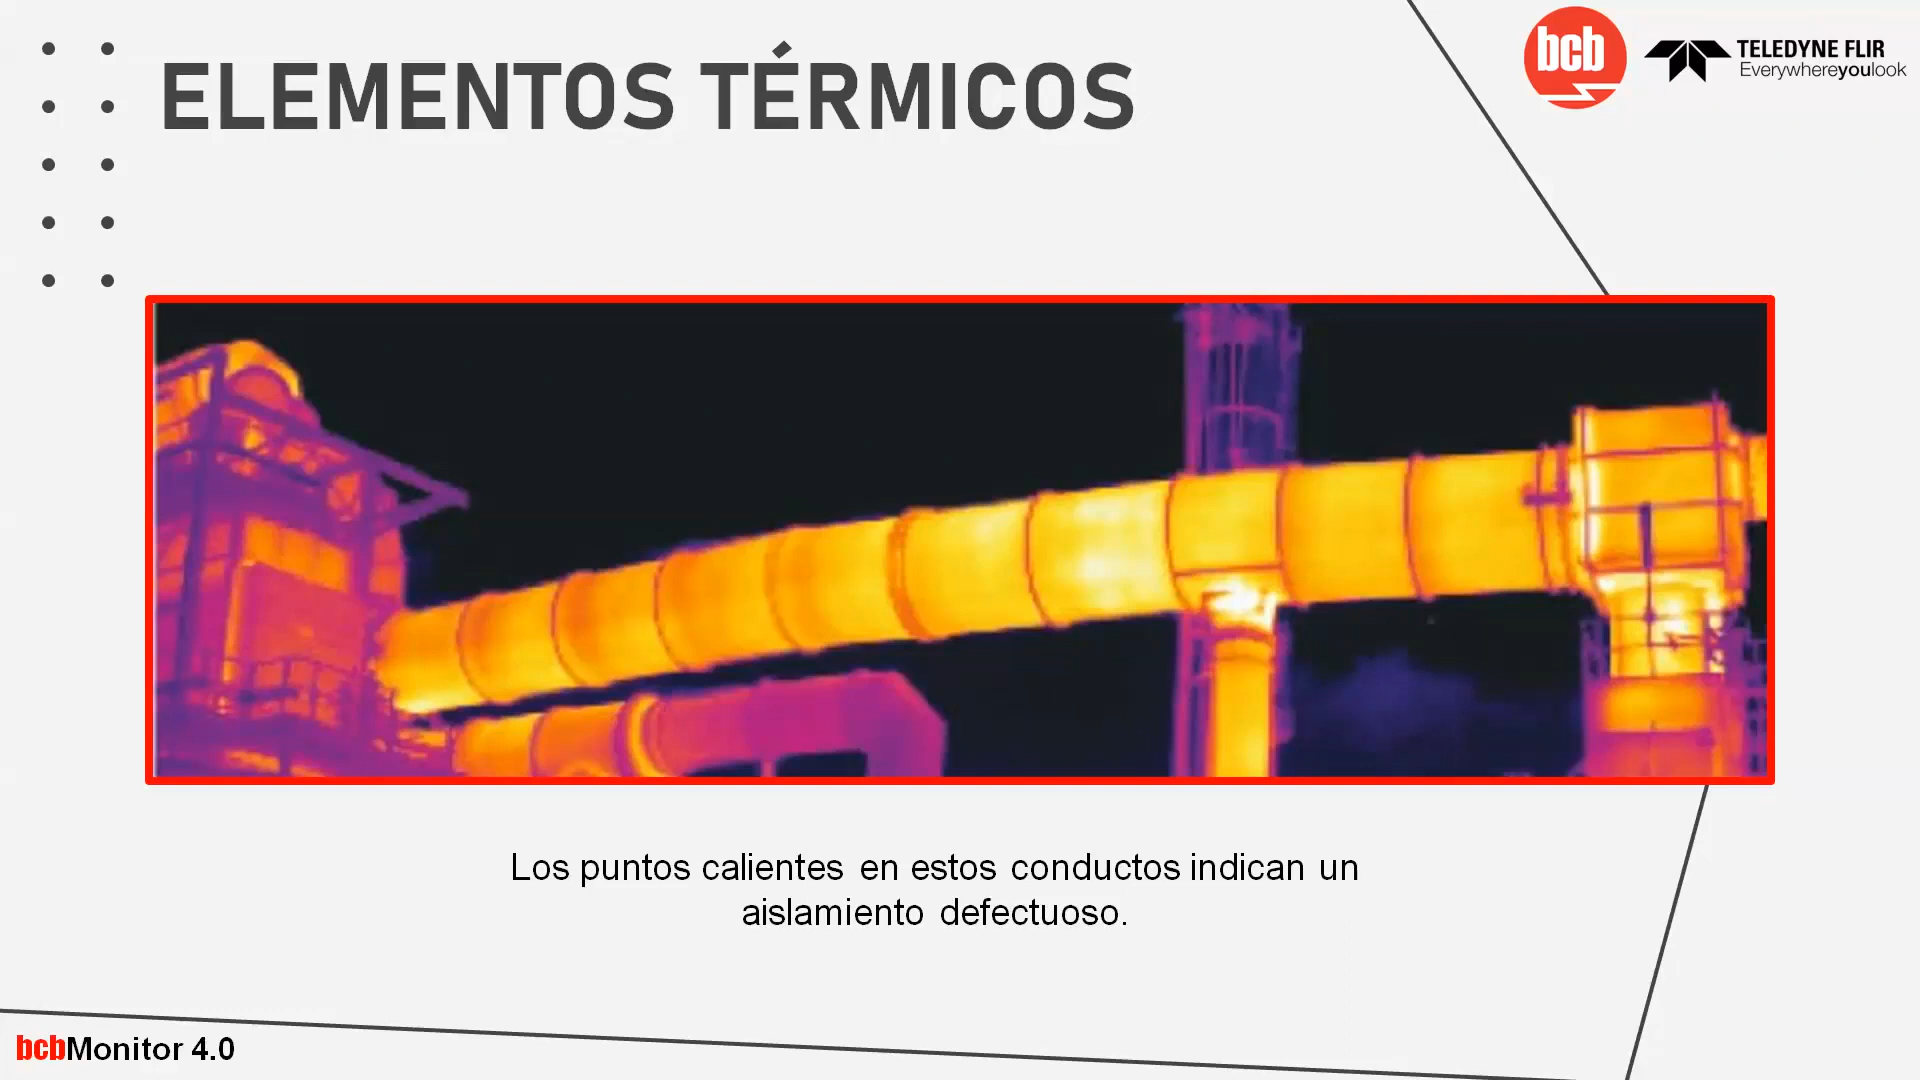 ELEMENTOS TÉRMICOS
bcb
TELEDYNE FLIR
Everywhereyoulook
Los puntos calientes en estos conductos indican un
aislamiento defectuoso.
bcbMonitor 4.0